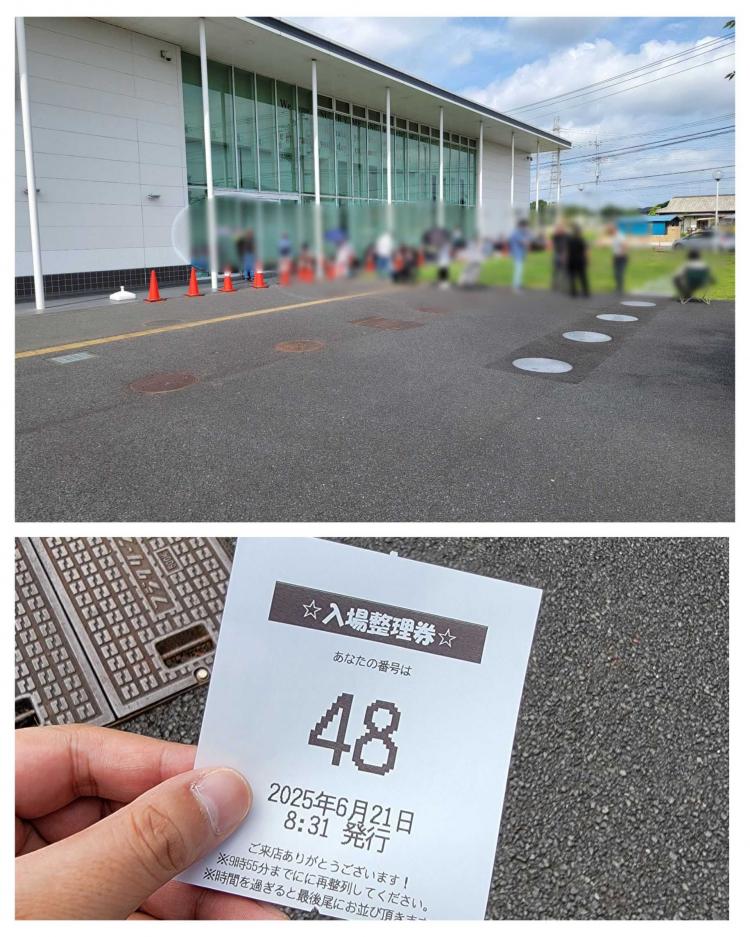 We
☆入場整理券☆
あなたの番号は
48
2025年6月21日
8:31 発行
ご来店ありがとうございます!
※9時55分までにに再整列してください。
※時間を過ぎると最後尾にお並び頂きます